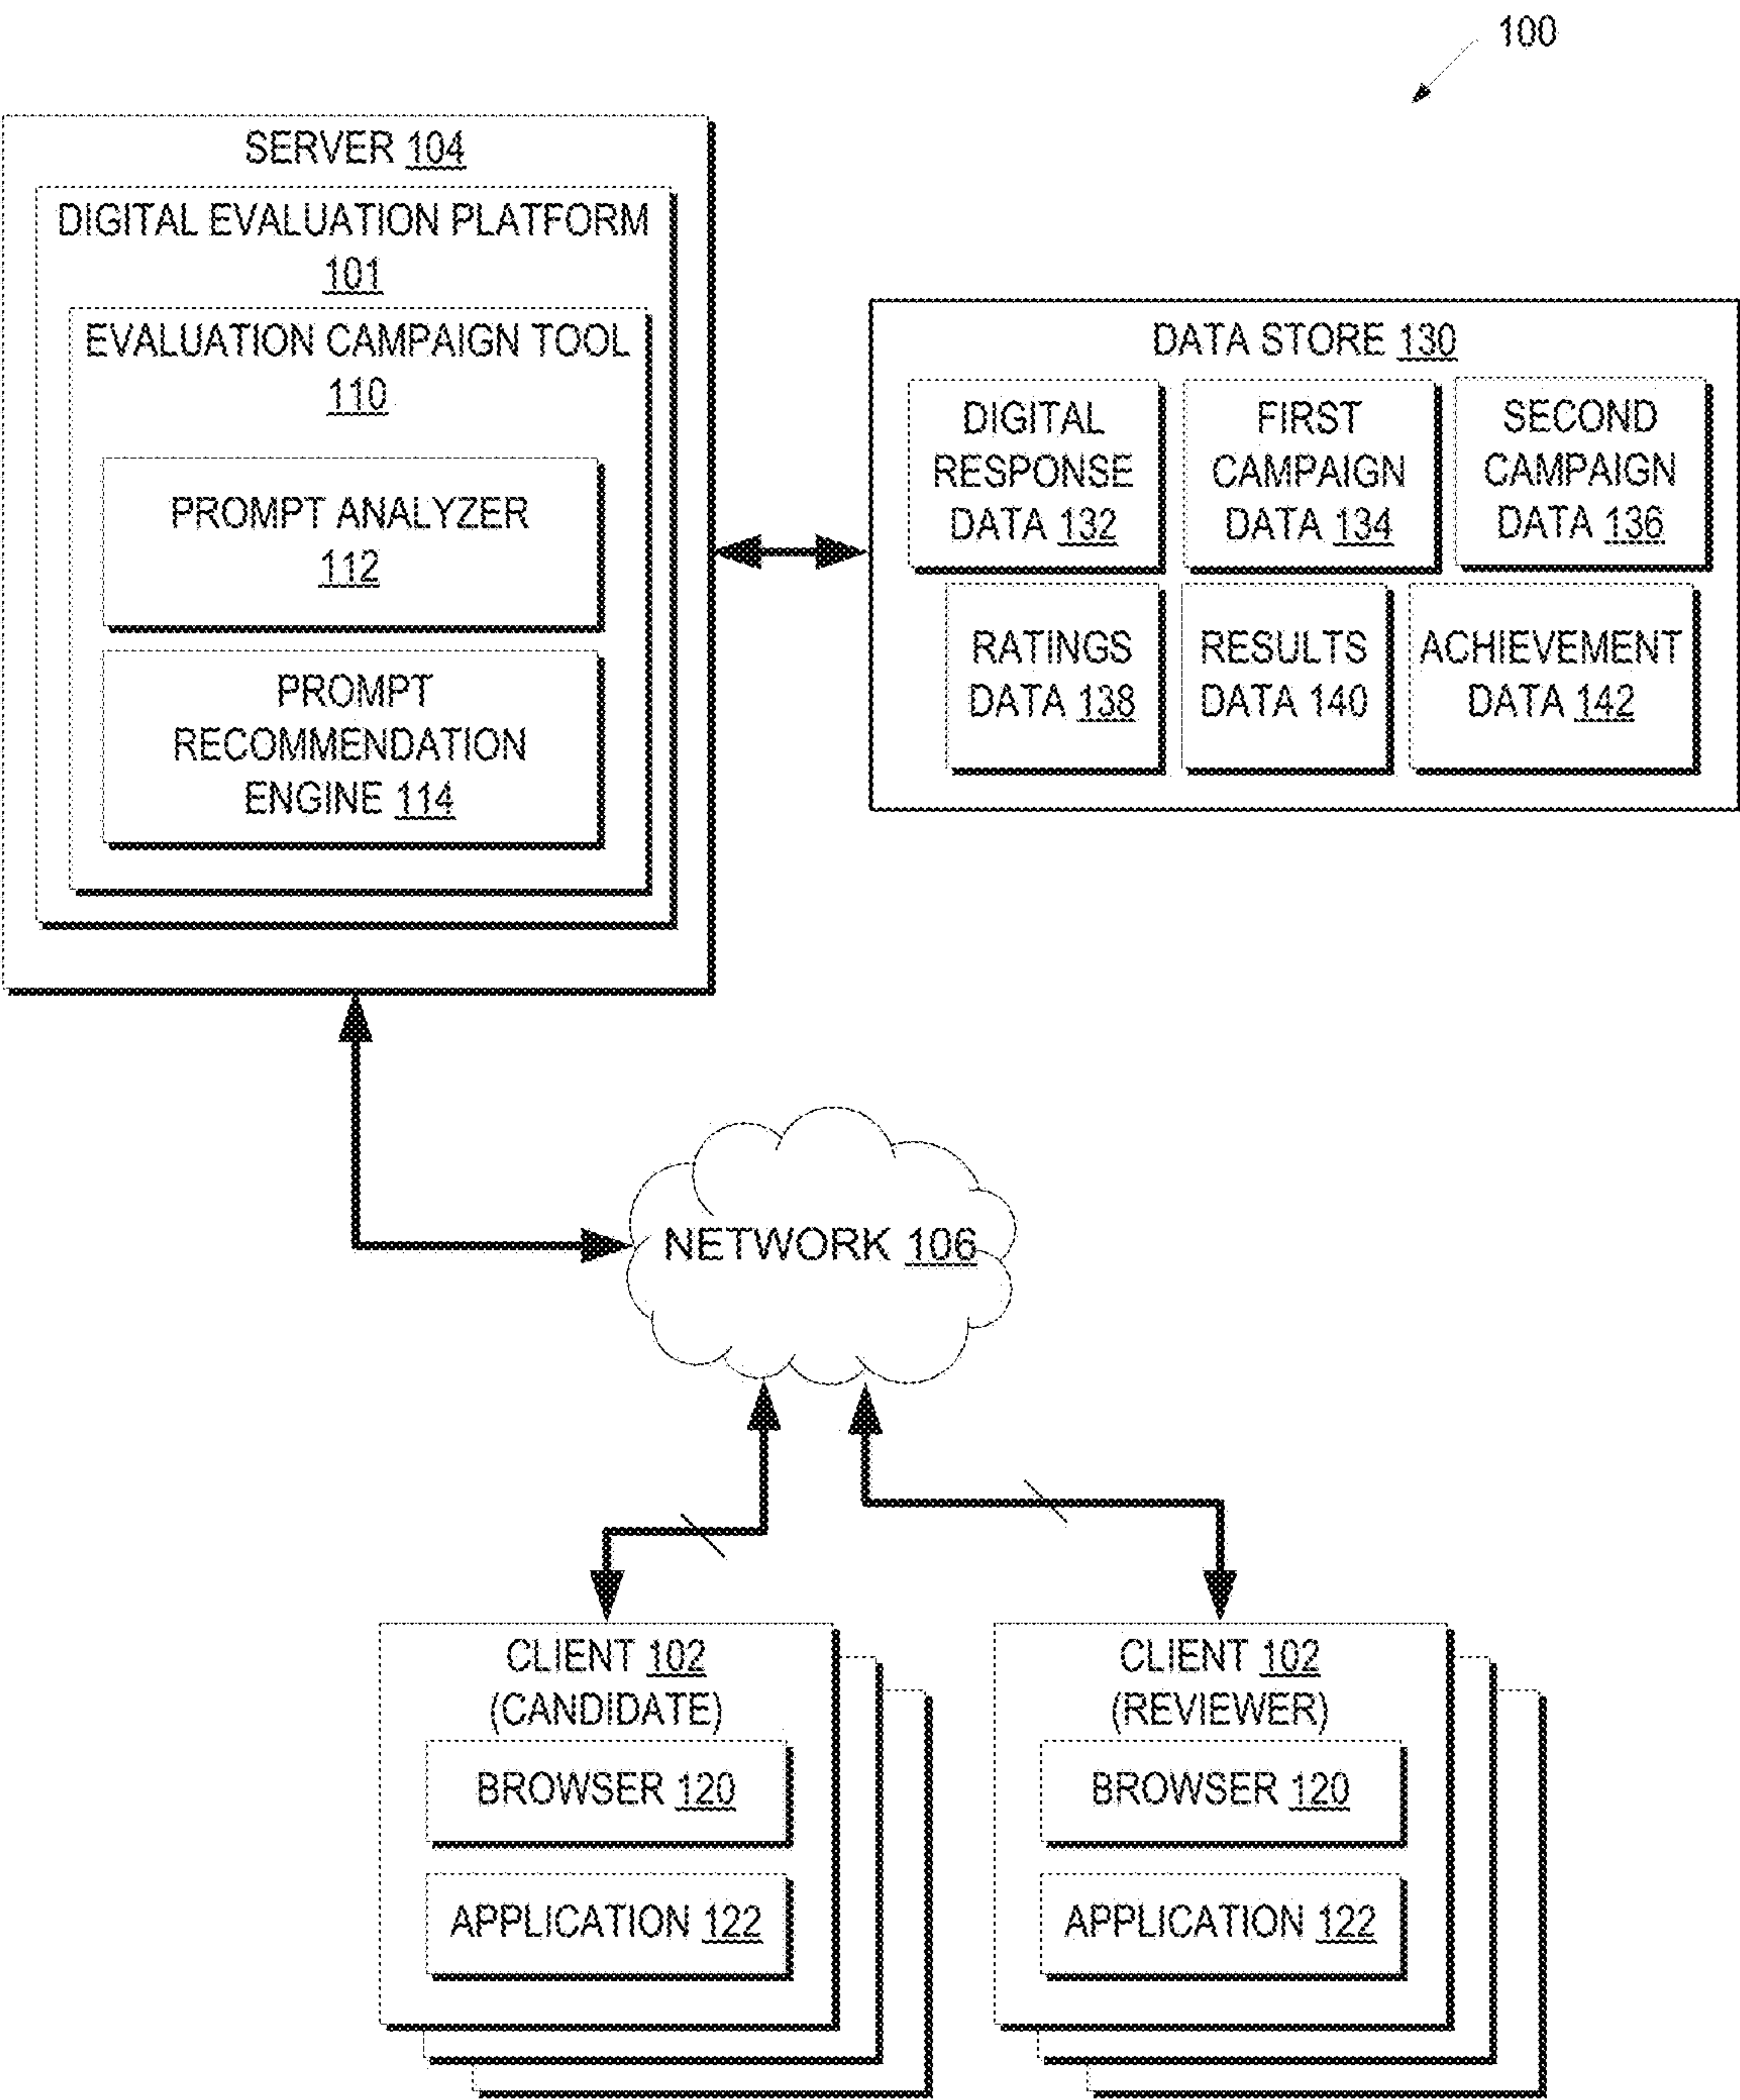 100
SERVER 104
DIGITAL EVALUATION PLATFORM
101
EVALUATION CAMPAIGN TOOL
110
PROMPT ANALYZER
112
PROMPT
RECOMMENDATION
ENGINE 114
DATA STORE 130
DIGITAL
RESPONSE
DATA 132
FIRST
CAMPAIGN
DATA 134
SECOND
CAMPAIGN
DATA 136
RATINGS
DATA 138
RESULTS
DATA 140
ACHIEVEMENT
DATA 142
NETWORK 106
CLIENT 102
(CANDIDATE)
BROWSER 120
APPLICATION 122
CLIENT 102
(REVIEWER)
BROWSER 120
APPLICATION 122